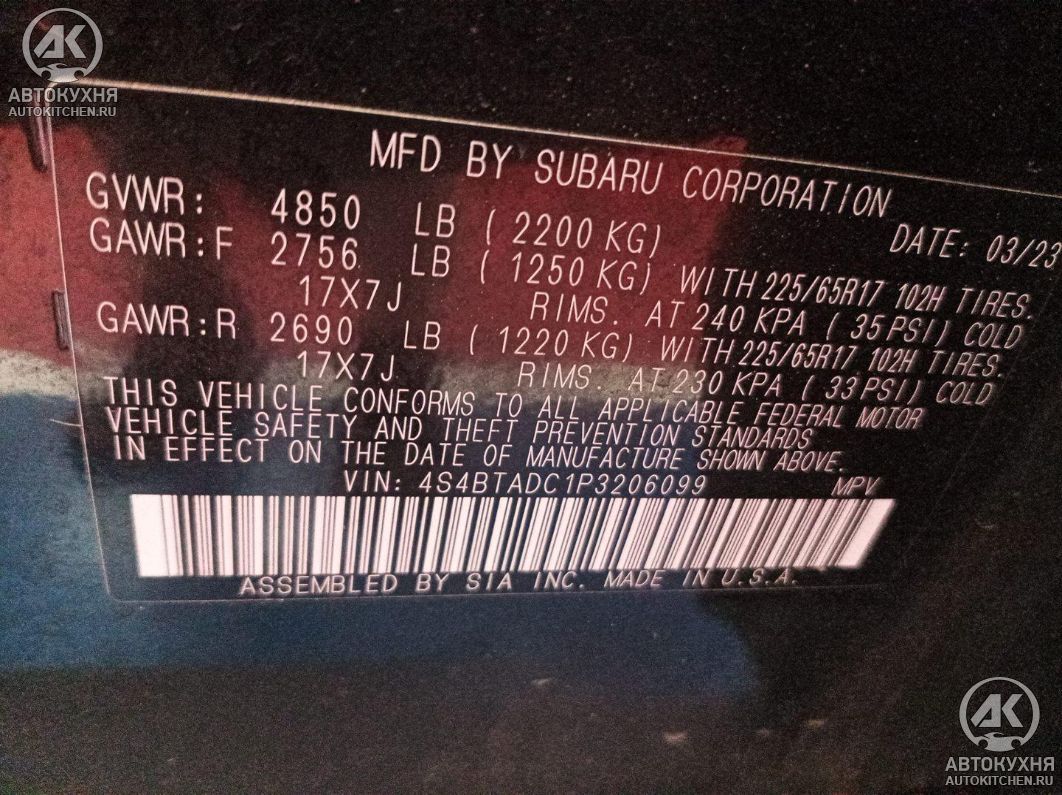 AK
АВТОКУХНЯ
AUTOKITCHEN.RU
MFD BY SUBARU CORPORATION
GVWR: 4850 LB ( 2200 KG) DATE: 03/23
GAWR:F 2756 LB ( 1250 KG) WITH 225/65R17 102H TIRES.
17X7J RIMS. AT 240 KPA ( 35 PSI) COLD
GAWR:R 2690 LB ( 1220 KG) WITH 225/65R17 102H TIRES.
17X7J RIMS. AT 230 KPA ( 33 PSI) COLD
THIS VEHICLE CONFORMS TO ALL APPLICABLE FEDERAL MOTOR
VEHICLE SAFETY AND THEFT PREVENTION STANDARDS
IN EFFECT ON THE DATE OF MANUFACTURE SHOWN ABOVE.
VIN: 4S4BTADC1P3206099 MPV
ASSEMBLED BY SIA INC. MADE IN U.S.A.
AK
АВТОКУХНЯ
AUTOKITCHEN.RU